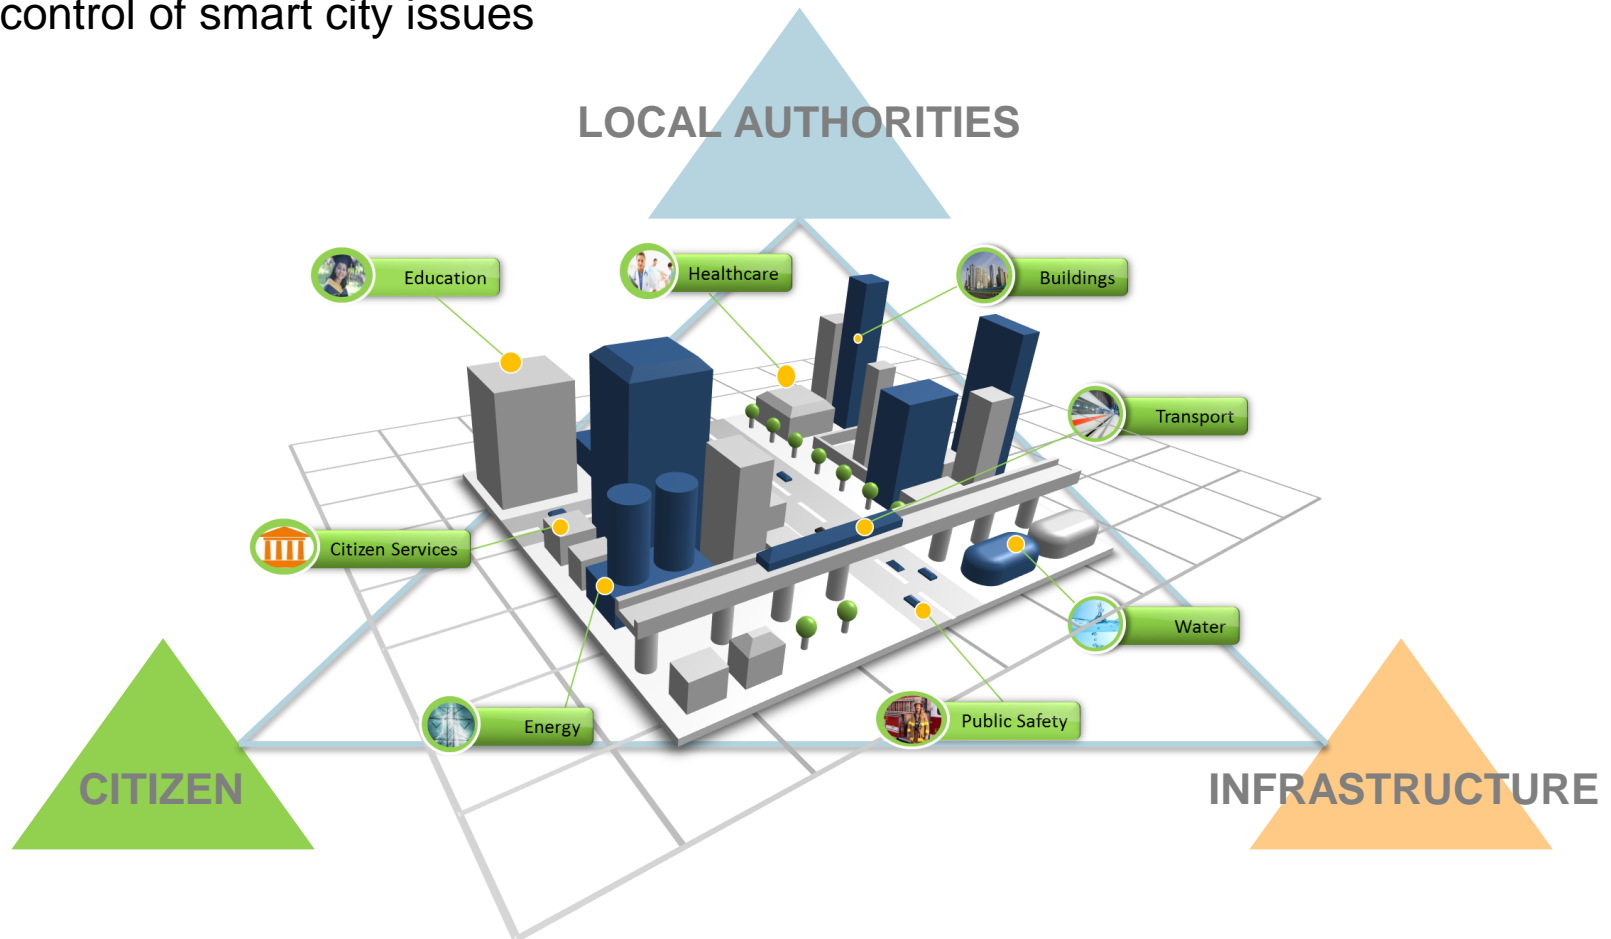 control of smart city issues
LOCAL AUTHORITIES
Education
Healthcare
Buildings
Transport
Citizen Services
Water
Energy
Public Safety
CITIZEN
INFRASTRUCTURE